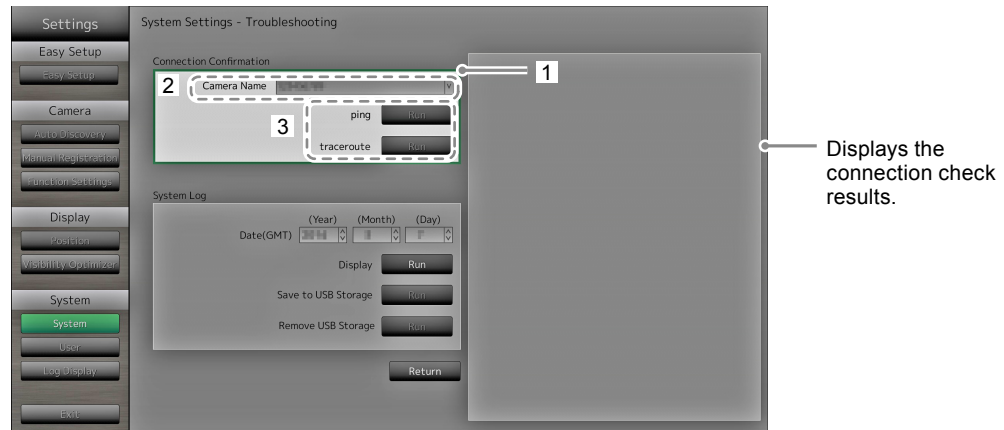 Settings
Easy Setup
Easy Setup
Camera
Auto Discovery
Manual Registration
Function Settings
Display
Position
Visibility Optimizer
System
System
User
Log Display
Exit
System Settings - Troubleshooting
Connection Confirmation
1
2
Camera Name
3
ping
Run
traceroute
Run
System Log
(Year) (Month) (Day)
Date(GMT)
Display
Run
Save to USB Storage
Run
Remove USB Storage
Run
Return
Displays the
connection check
results.